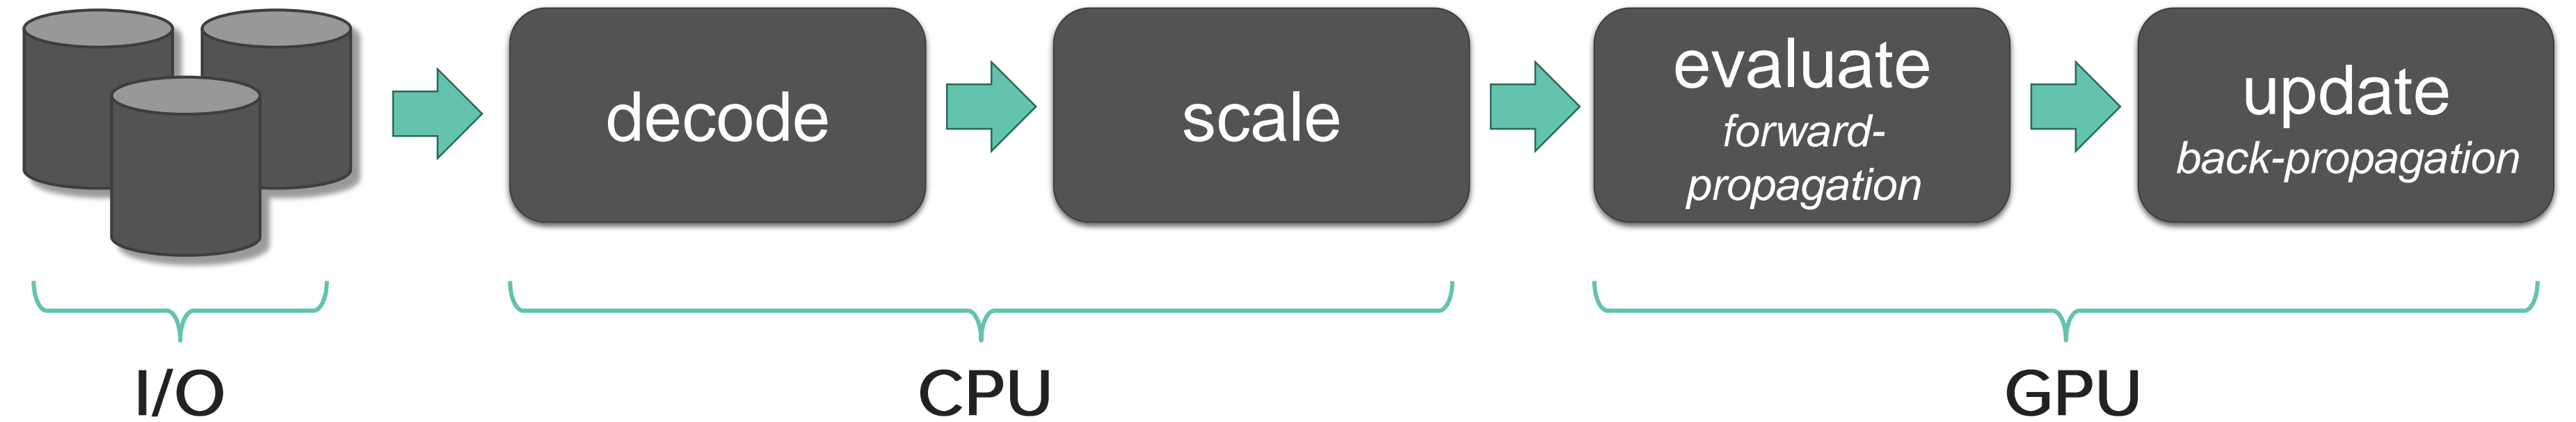 decode
scale
evaluate
forward-
propagation
update
back-propagation
I/O
CPU
GPU